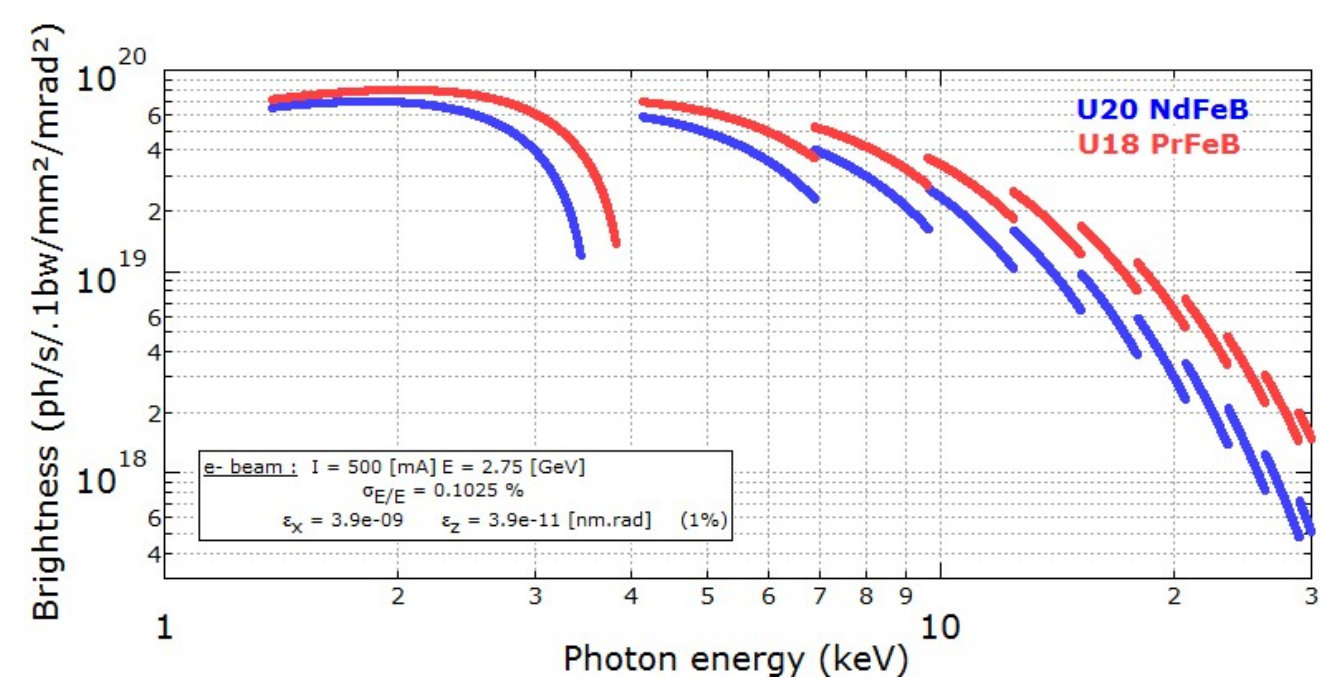 Brightness (ph/s/.1bw/mm²/mrad²)
10²⁰
6
4
2
10¹⁹
6
4
2
10¹⁸
6
4
U20 NdFeB
U18 PrFeB
e- beam : I = 500 [mA] E = 2.75 [GeV]
σE/E = 0.1025 %
εx = 3.9e-09 εz = 3.9e-11 [nm.rad] (1%)
2 3 4 5 6 7 8 9 2 3
1 10
Photon energy (keV)